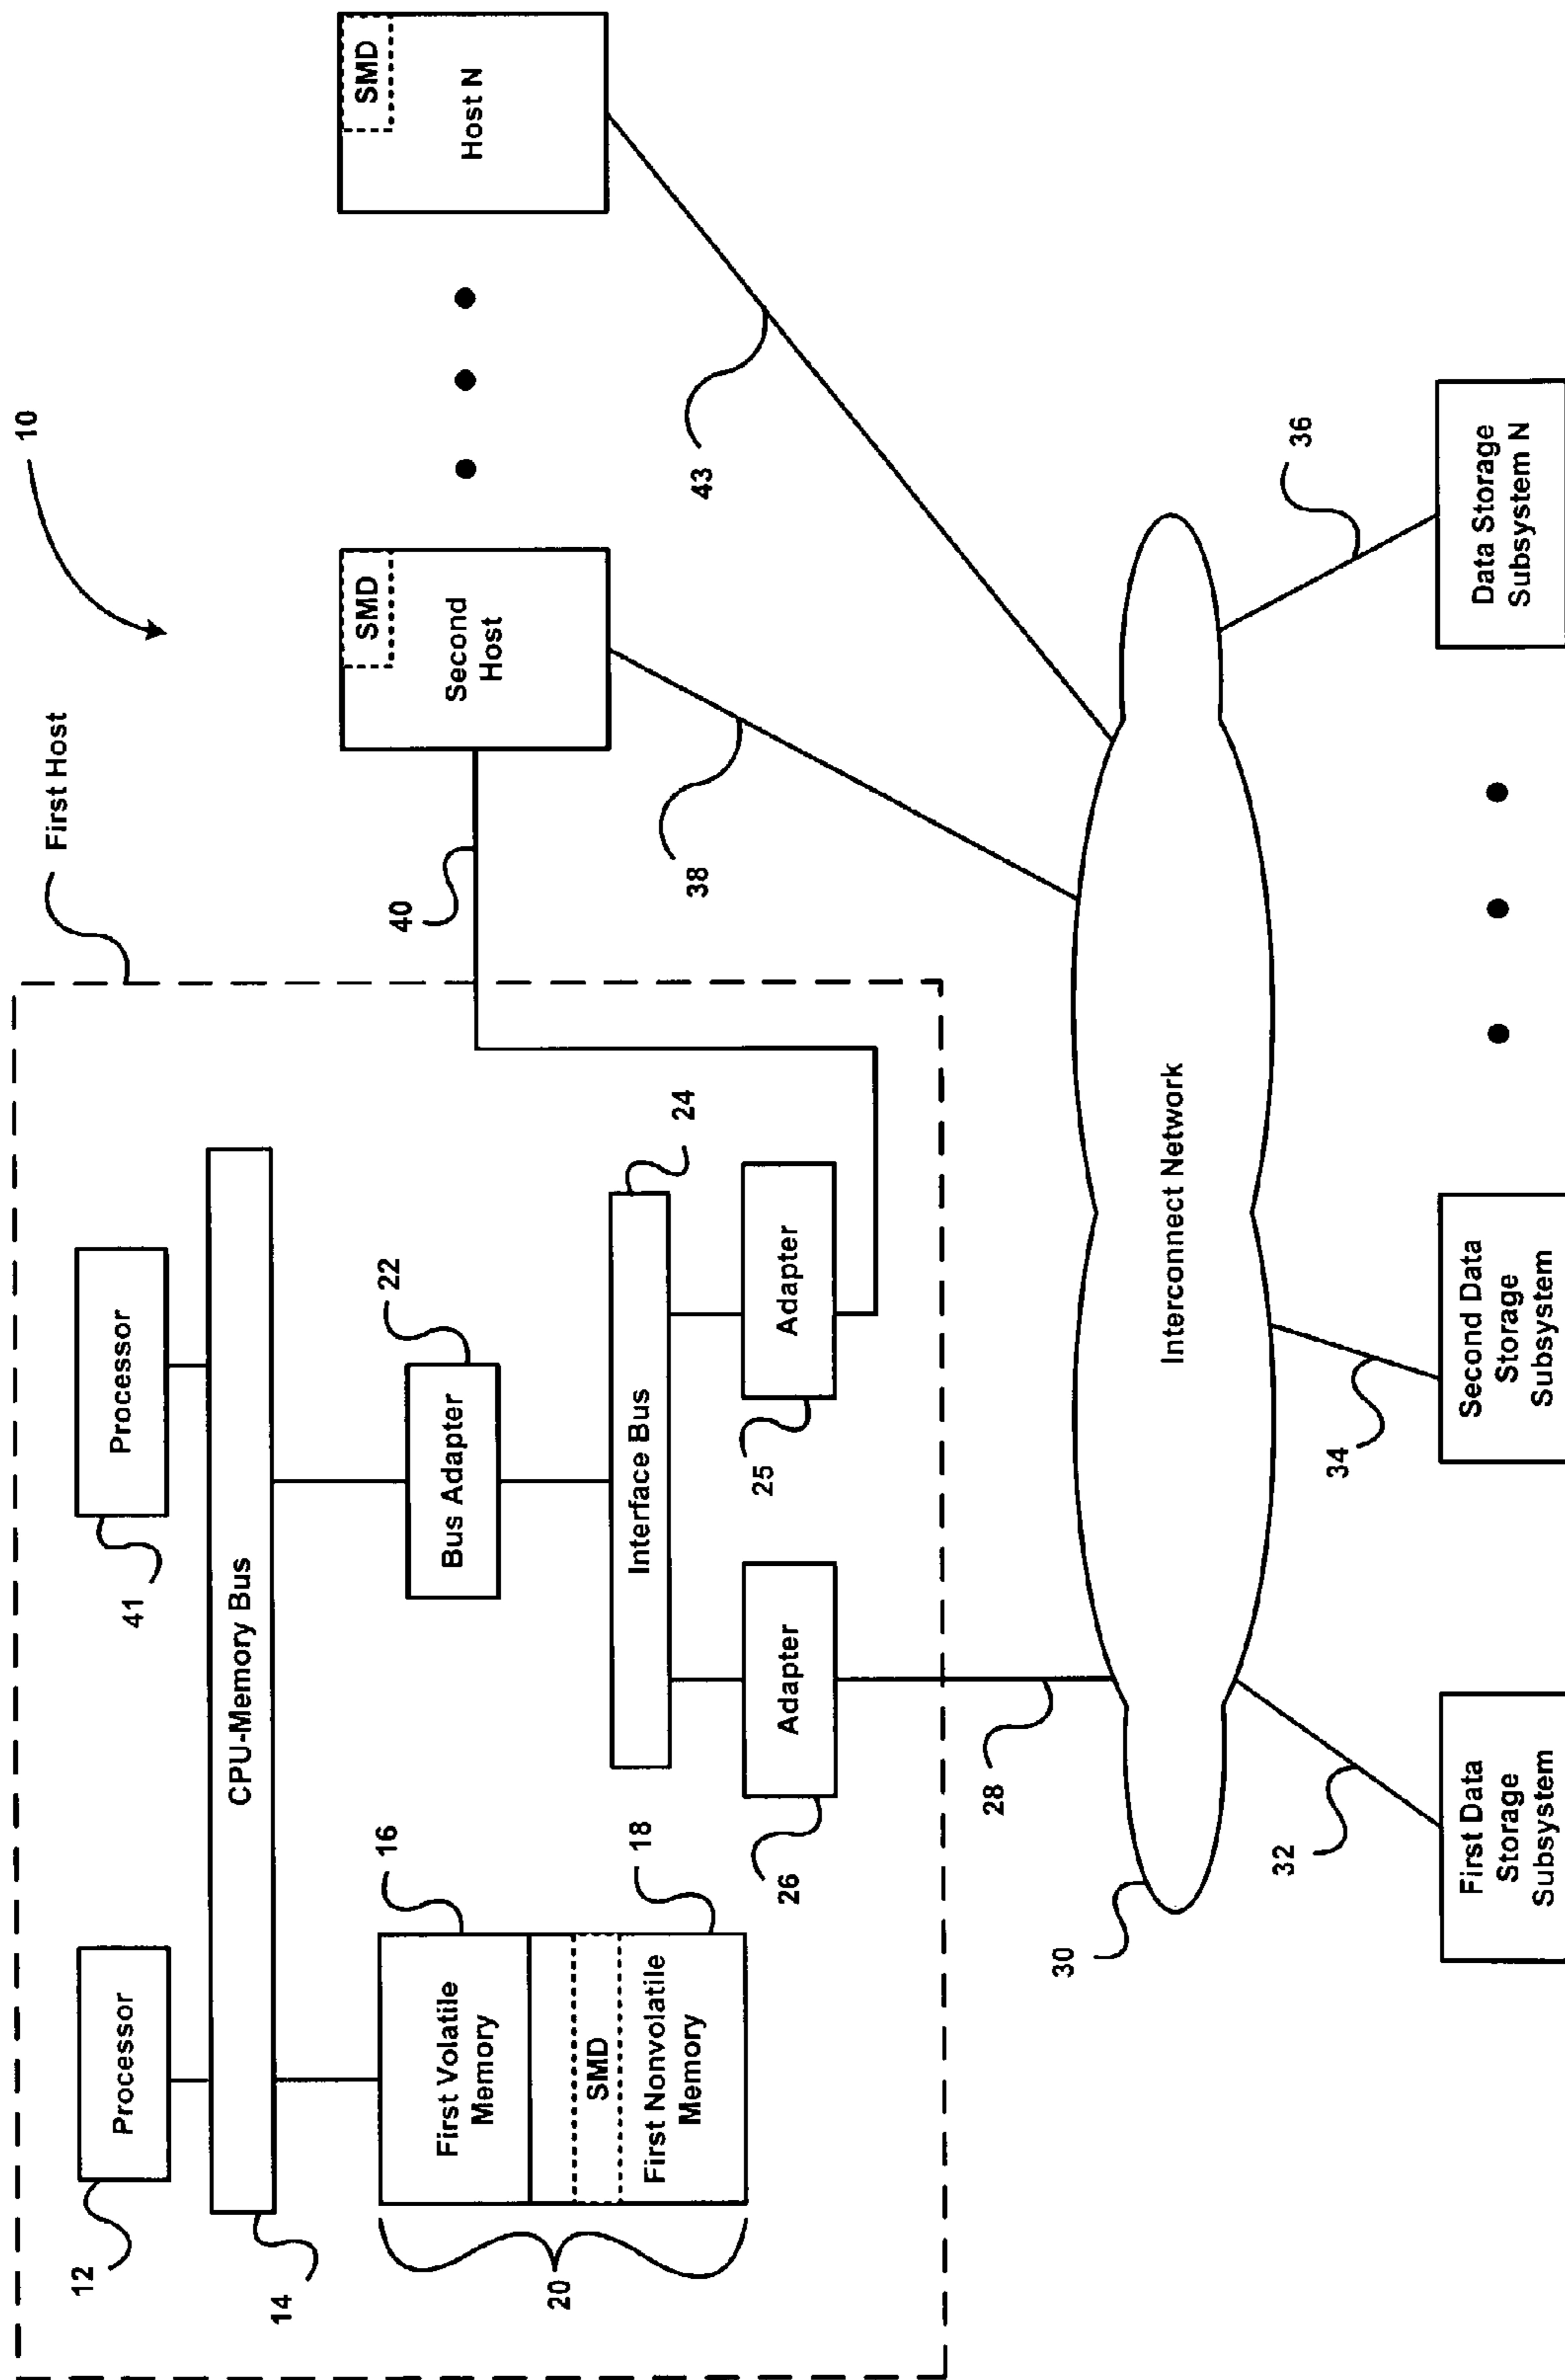 10
First Host
Processor
12
Processor
41
CPU-Memory Bus
14
First Volatile
Memory
16
SMD
First Nonvolatile
Memory
18
20
Bus Adapter
22
Interface Bus
24
Adapter
26
Adapter
25
40
SMD
Second
Host
SMD
Host N
38
43
28
Interconnect Network
30
32
34
36
First Data
Storage
Subsystem
Second Data
Storage
Subsystem
Data Storage
Subsystem N